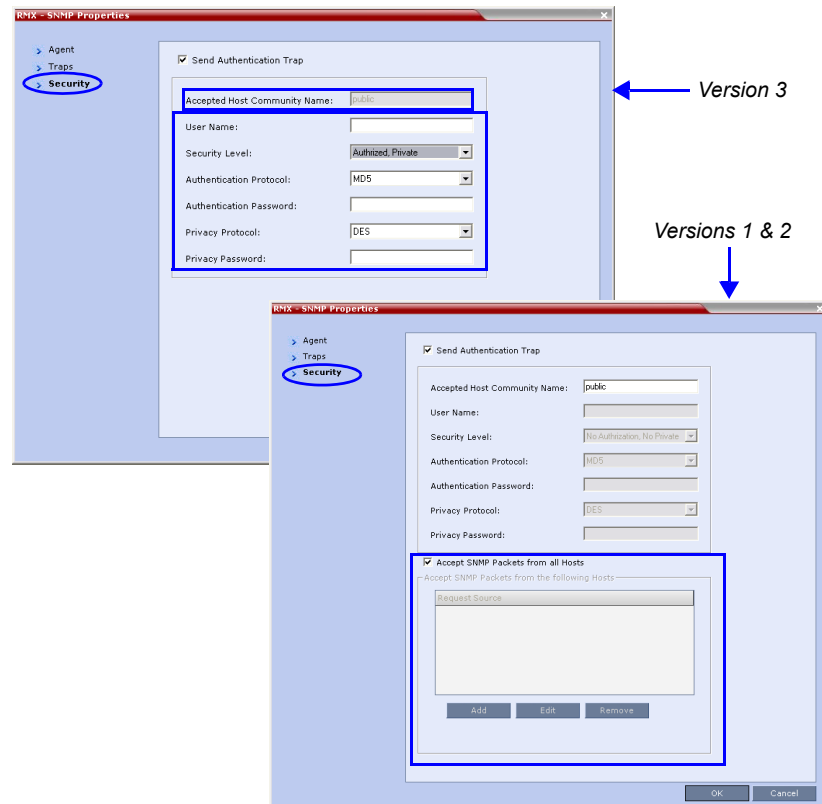 RMX - SNMP Properties
Agent
Traps
Security
Send Authentication Trap
Accepted Host Community Name: public
User Name:
Security Level: Authrized, Private
Authentication Protocol: MD5
Authentication Password:
Privacy Protocol: DES
Privacy Password:
Version 3
Versions 1 & 2
RMX - SNMP Properties
Agent
Traps
Security
Send Authentication Trap
Accepted Host Community Name: public
User Name:
Security Level: No Authrization, No Private
Authentication Protocol: MD5
Authentication Password:
Privacy Protocol: DES
Privacy Password:
Accept SNMP Packets from all Hosts
Accept SNMP Packets from the following Hosts
Request Source
Add Edit Remove
OK Cancel